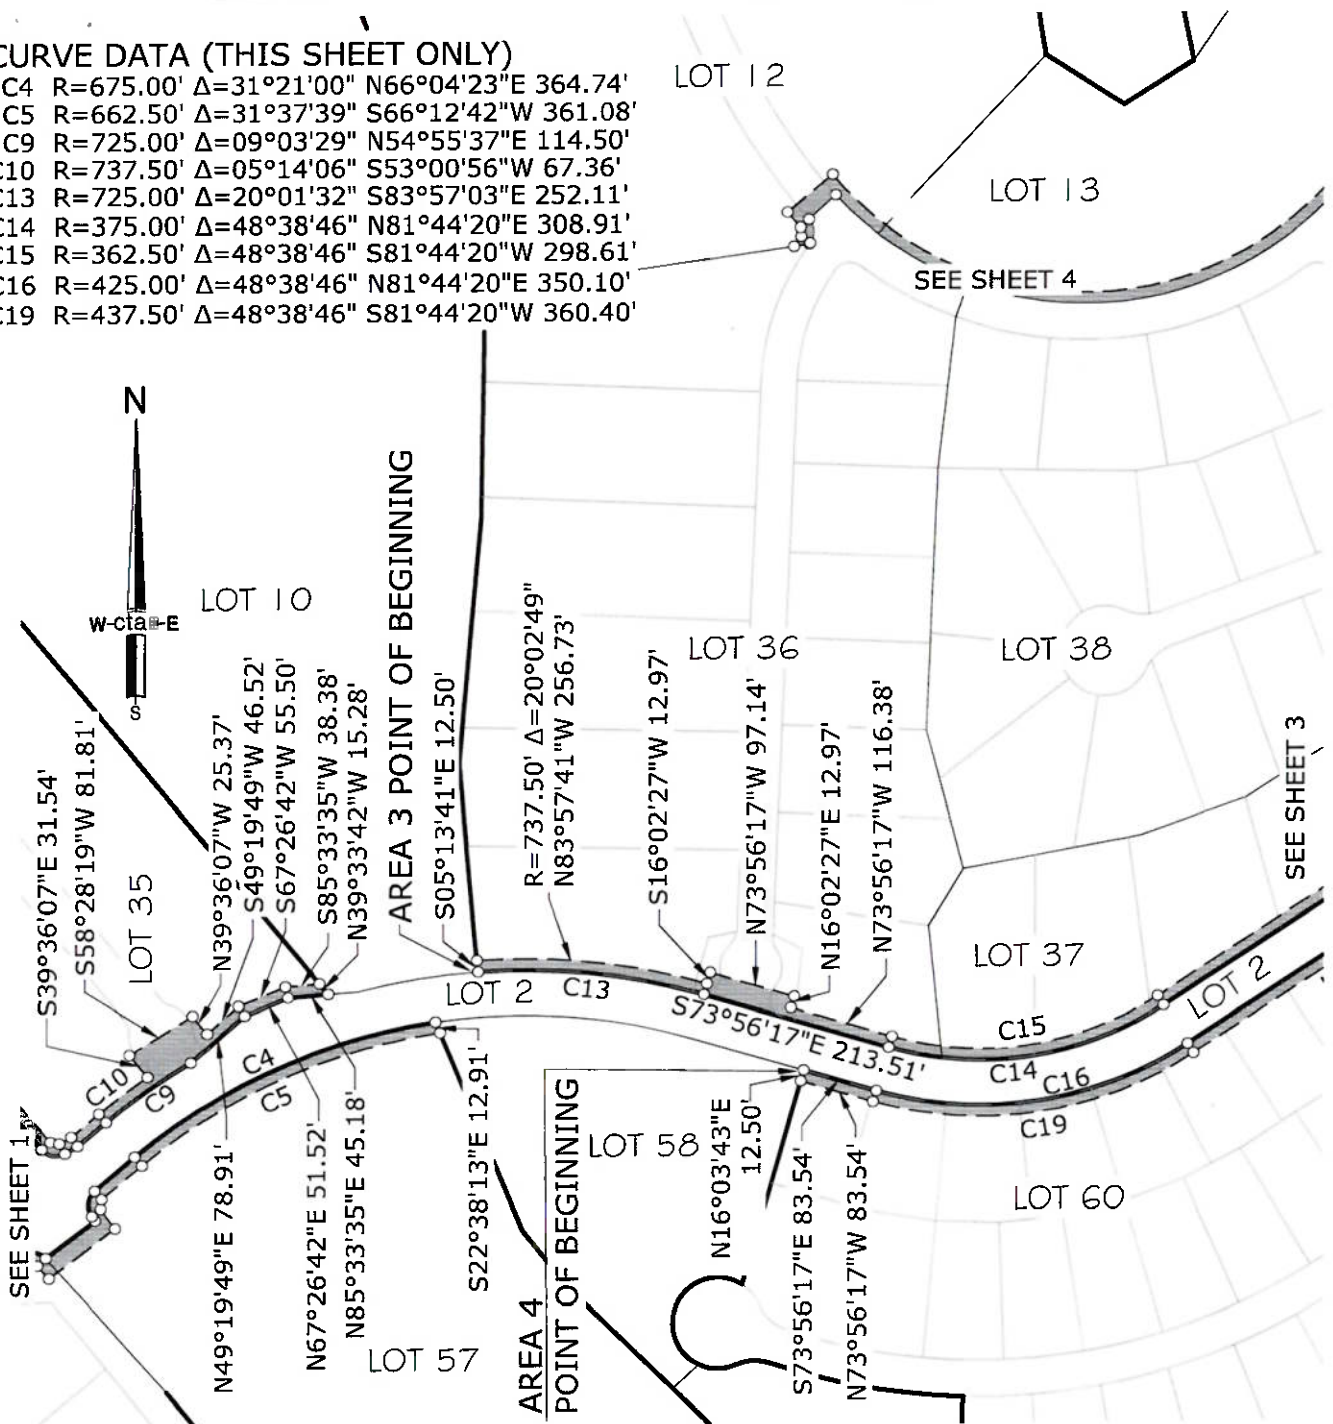 CURVE DATA (THIS SHEET ONLY)
C4 R=675.00' Δ=31°21'00" N66°04'23"E 364.74'
C5 R=662.50' Δ=31°37'39" S66°12'42"W 361.08'
C9 R=725.00' Δ=09°03'29" N54°55'37"E 114.50'
C10 R=737.50' Δ=05°14'06" S53°00'56"W 67.36'
C13 R=725.00' Δ=20°01'32" S83°57'03"E 252.11'
C14 R=375.00' Δ=48°38'46" N81°44'20"E 308.91'
C15 R=362.50' Δ=48°38'46" S81°44'20"W 298.61'
C16 R=425.00' Δ=48°38'46" N81°44'20"E 350.10'
C19 R=437.50' Δ=48°38'46" S81°44'20"W 360.40'
LOT 12
LOT 13
SEE SHEET 4
N
W-cta-E
S
LOT 10
LOT 36
LOT 38
LOT 35
S39°36'07"E 31.54'
S58°28'19"W 81.81'
N39°36'07"W 25.37'
S49°19'49"W 46.52'
S67°26'42"W 55.50'
S85°33'35"W 38.38'
N39°33'42"W 15.28'
AREA 3 POINT OF BEGINNING
S05°13'41"E 12.50'
R=737.50' Δ=20°02'49"
N83°57'41"W 256.73'
S16°02'27"W 12.97'
N73°56'17"W 97.14'
N16°02'27"E 12.97'
N73°56'17"W 116.38'
SEE SHEET 3
LOT 37
LOT 2
LOT 2
C13
S73°56'17"E 213.51'
C15
C14
C16
C19
C10
C9
C4
C5
SEE SHEET 1
N49°19'49"E 78.91'
N67°26'42"E 51.52'
N85°33'35"E 45.18'
S22°38'13"E 12.91'
AREA 4
POINT OF BEGINNING
LOT 58
N16°03'43"E
12.50'
S73°56'17"E 83.54'
N73°56'17"W 83.54'
LOT 60
LOT 57